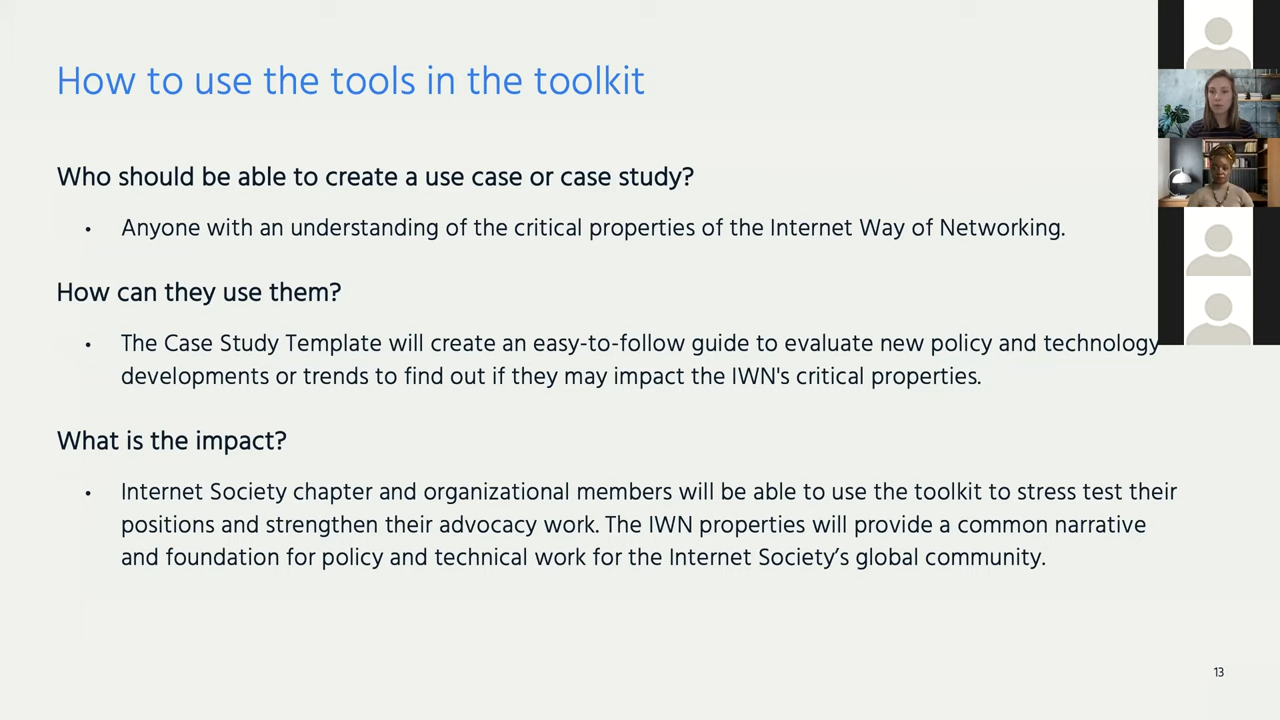 How to use the tools in the toolkit
Who should be able to create a use case or case study?
• Anyone with an understanding of the critical properties of the Internet Way of Networking.
How can they use them?
• The Case Study Template will create an easy-to-follow guide to evaluate new policy and technology
developments or trends to find out if they may impact the IWN's critical properties.
What is the impact?
• Internet Society chapter and organizational members will be able to use the toolkit to stress test their
positions and strengthen their advocacy work. The IWN properties will provide a common narrative
and foundation for policy and technical work for the Internet Society’s global community.
13